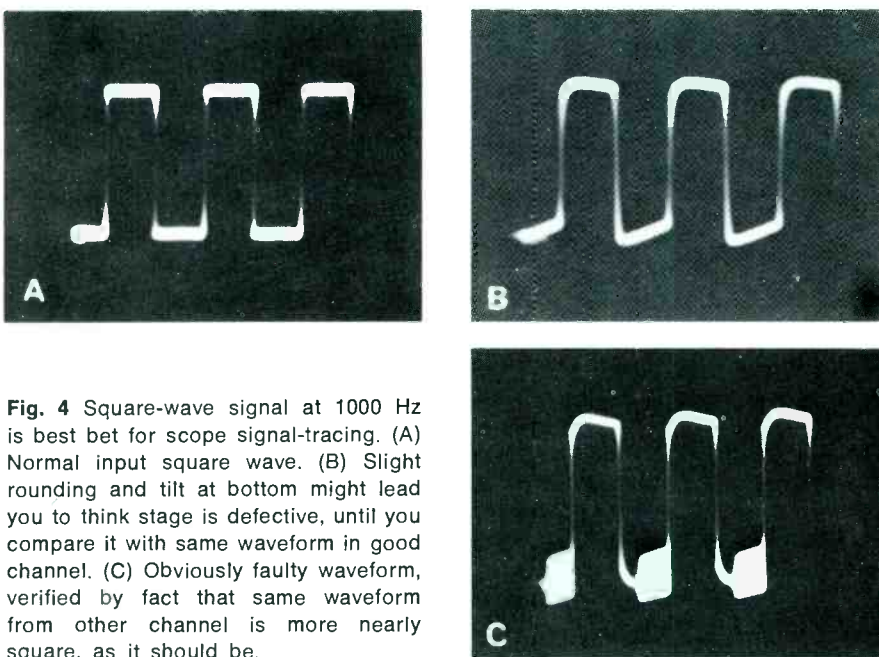 A
B
Fig. 4 Square-wave signal at 1000 Hz
is best bet for scope signal-tracing. (A)
Normal input square wave. (B) Slight
rounding and tilt at bottom might lead
you to think stage is defective, until you
compare it with same waveform in good
channel. (C) Obviously faulty waveform,
verified by fact that same waveform
from other channel is more nearly
square, as it should be.
C